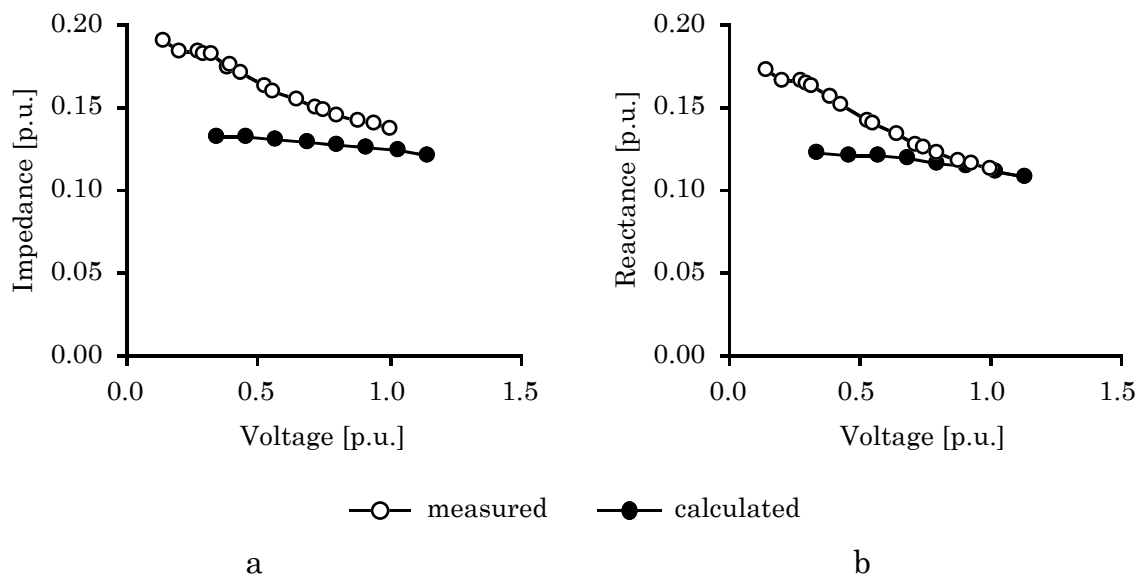 0.20
0.15
0.10
0.05
0.00
Impedance [p.u.]
0.0 0.5 1.0 1.5
Voltage [p.u.]
0.20
0.15
0.10
0.05
0.00
Reactance [p.u.]
0.0 0.5 1.0 1.5
Voltage [p.u.]
measured calculated
a b